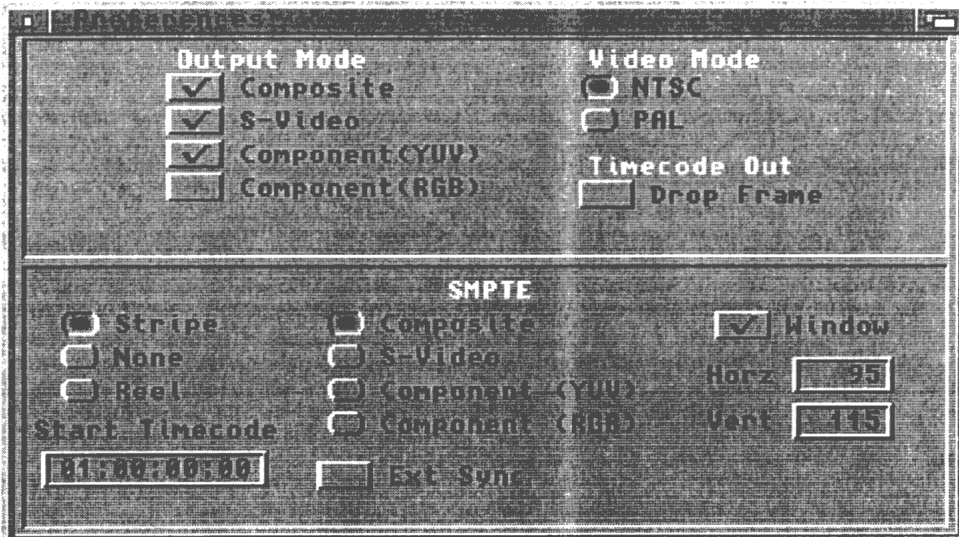 Preferences
Output Mode
Composite
S-Video
Component(YUV)
Component(RGB)
Video Mode
NTSC
PAL
Timecode Out
Drop Frame
SMPTE
Stripe
None
Reel
Start Timecode
01:00:00:00
Composite
S-Video
Component (YUV)
Component (RGB)
Ext Sync
Window
Horz 95
Vert 115